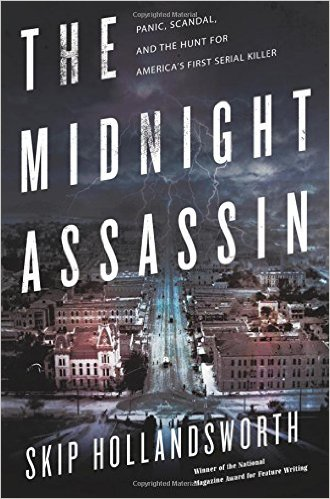 THE
PANIC, SCANDAL,
AND THE HUNT FOR
AMERICA'S FIRST SERIAL KILLER
MIDNIGHT
ASSASSIN
SKIP HOLLANDSWORTH
Winner of the National
Magazine Award for Feature Writing